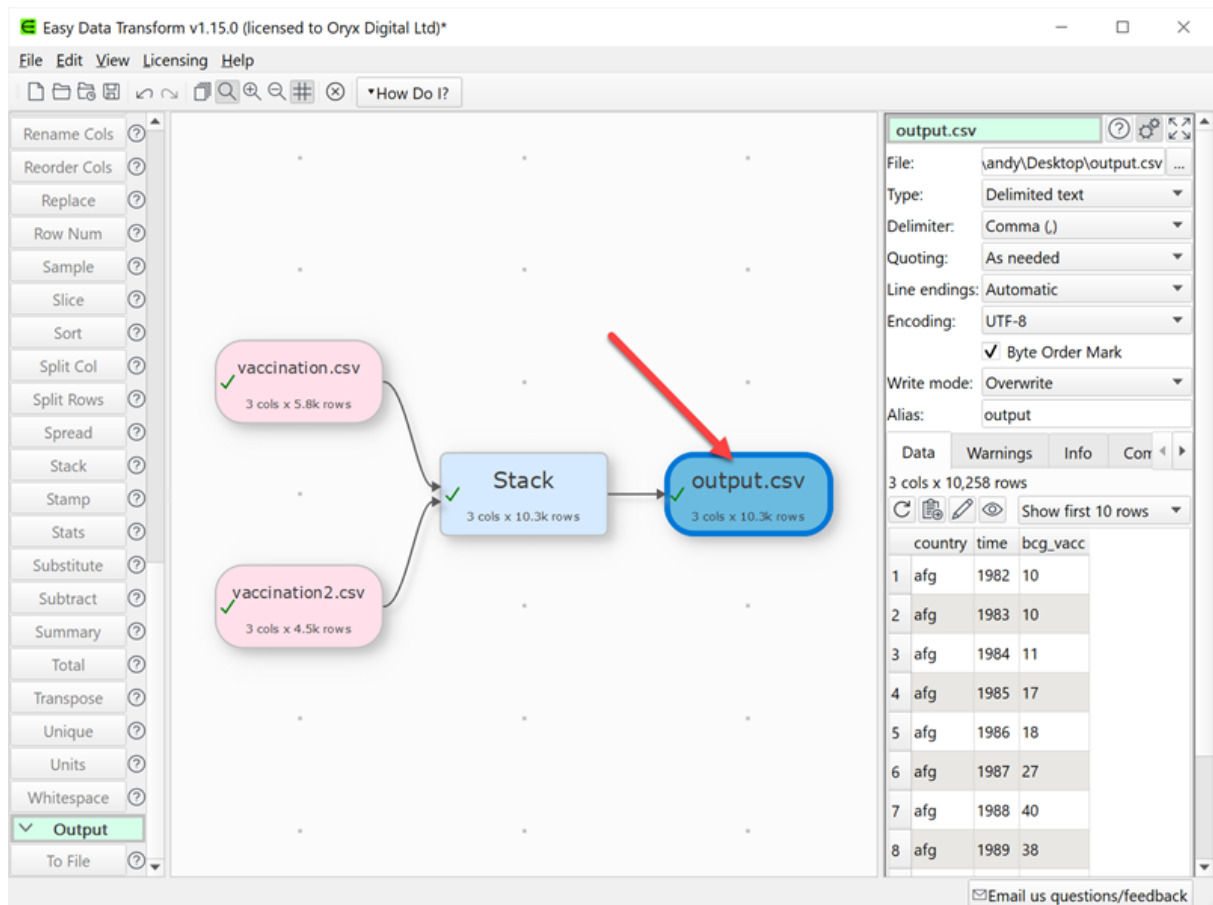 Easy Data Transform v1.15.0 (licensed to Oryx Digital Ltd)*
File Edit View Licensing Help
▾How Do I?
Rename Cols
Reorder Cols
Replace
Row Num
Sample
Slice
Sort
Split Col
Split Rows
Spread
Stack
Stamp
Stats
Substitute
Subtract
Summary
Total
Transpose
Unique
Units
Whitespace
Output
To File
vaccination.csv
3 cols x 5.8k rows
vaccination2.csv
3 cols x 4.5k rows
Stack
3 cols x 10.3k rows
output.csv
3 cols x 10.3k rows
output.csv
File: \andy\Desktop\output.csv ...
Type: Delimited text
Delimiter: Comma (,)
Quoting: As needed
Line endings: Automatic
Encoding: UTF-8
Byte Order Mark
Write mode: Overwrite
Alias: output
Data Warnings Info
3 cols x 10,258 rows
Show first 10 rows
country time bcg_vacc
1 afg 1982 10
2 afg 1983 10
3 afg 1984 11
4 afg 1985 17
5 afg 1986 18
6 afg 1987 27
7 afg 1988 40
8 afg 1989 38
Email us questions/feedback